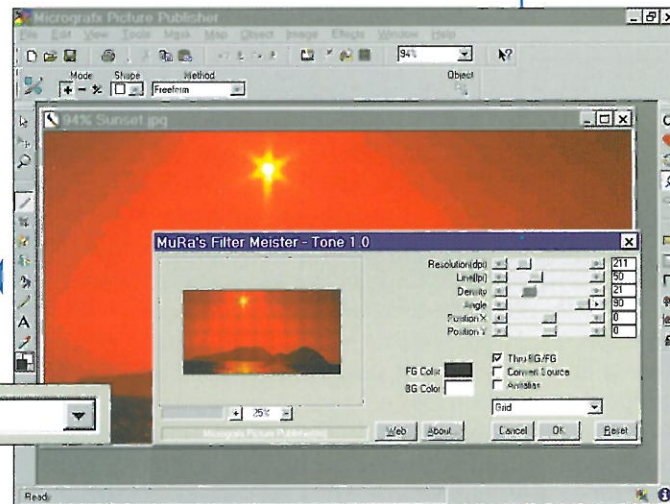 Micrografx Picture Publisher
File Edit View Tools Mask Map Object Image Effects Window Help
94%
Mode Shape Method Object
Freeform
94% Sunset.jpg
MuRa's Filter Meister - Tone 1.0
Resolution(dpi) 211
Line(lpi) 50
Density 21
Angle 90
Position X 0
Position Y 0
Thru BG/FG
FG Color Convert Source
BG Color Antialias
Grid
+ 25% -
Micrografx Picture Publisher
Web About Cancel OK Reset
Ready